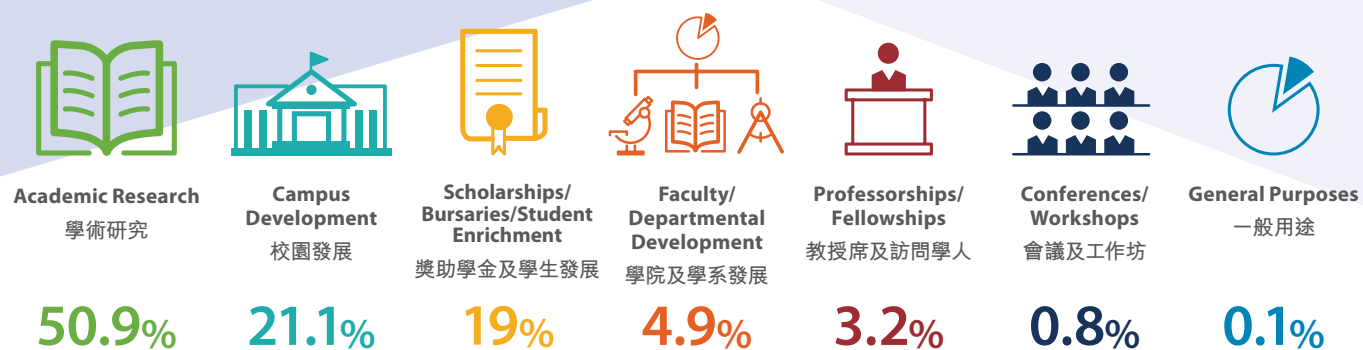 Academic Research
學術研究
50.9%
Campus
Development
校園發展
21.1%
Scholarships/
Bursaries/Student
Enrichment
獎助學金及學生發展
19%
Faculty/
Departmental
Development
學院及學系發展
4.9%
Professorships/
Fellowships
教授席及訪問學人
3.2%
Conferences/
Workshops
會議及工作坊
0.8%
General Purposes
一般用途
0.1%